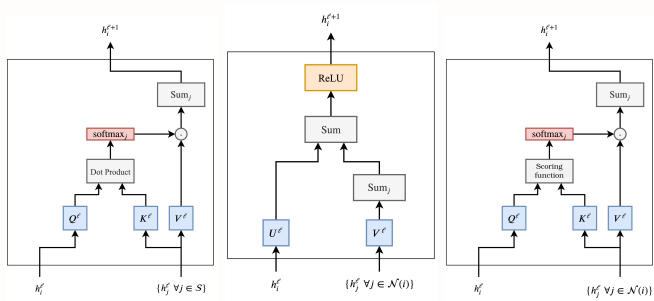 h_i^{ℓ+1}
Sum_j
softmax_j
.
Dot Product
Q^ℓ
K^ℓ
V^ℓ
h_i^ℓ
{h_j^ℓ ∀j ∈ S}
h_i^{ℓ+1}
ReLU
Sum
Sum_j
U^ℓ
V^ℓ
h_i^ℓ
{h_j^ℓ ∀j ∈ 𝒩(i)}
h_i^{ℓ+1}
Sum_j
softmax_j
.
Scoring
function
Q^ℓ
K^ℓ
V^ℓ
h_i^ℓ
{h_j^ℓ ∀j ∈ 𝒩(i)}